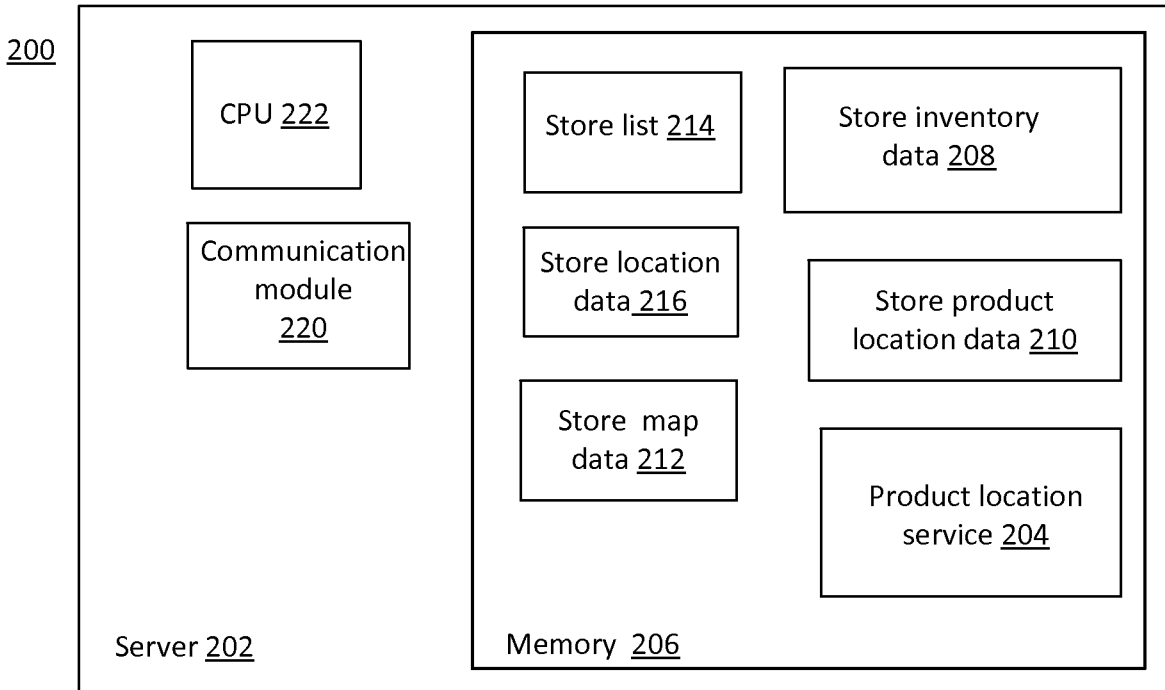 200
CPU 222
Communication
module
220
Store list 214
Store inventory
data 208
Store location
data 216
Store product
location data 210
Store map
data 212
Product location
service 204
Server 202
Memory 206